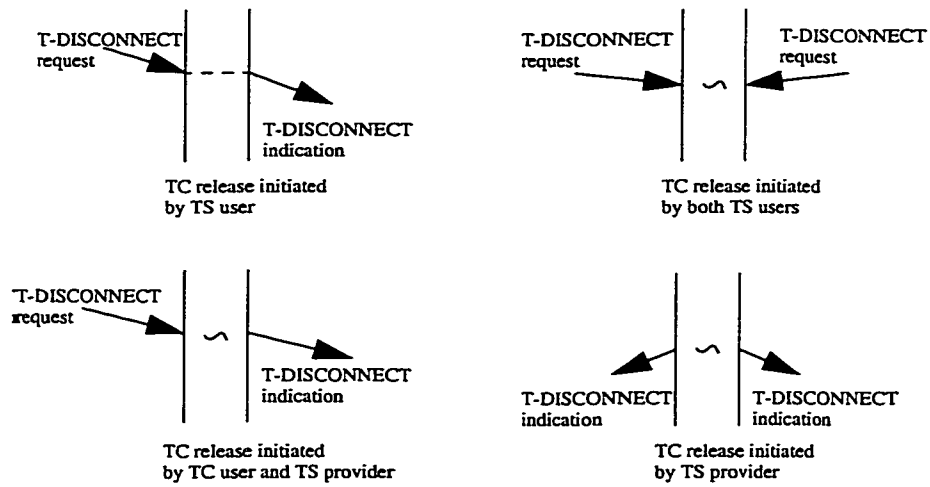 T-DISCONNECT
request
T-DISCONNECT
indication
TC release initiated
by TS user
T-DISCONNECT
request
T-DISCONNECT
request
TC release initiated
by both TS users
T-DISCONNECT
request
T-DISCONNECT
indication
TC release initiated
by TC user and TS provider
T-DISCONNECT
indication
T-DISCONNECT
indication
TC release initiated
by TS provider